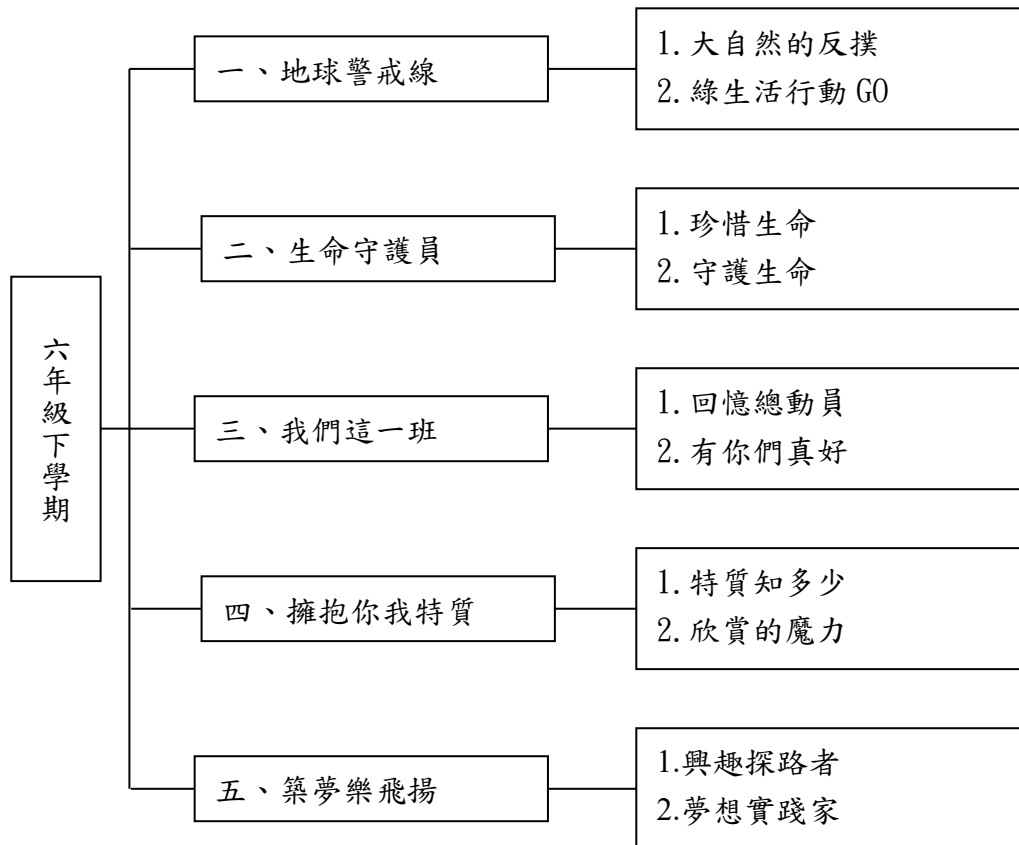 六年級下學期
一、地球警戒線
1.大自然的反撲
2.綠生活行動 GO
二、生命守護員
1.珍惜生命
2.守護生命
三、我們這一班
1.回憶總動員
2.有你們真好
四、擁抱你我特質
1.特質知多少
2.欣賞的魔力
五、築夢樂飛揚
1.興趣探路者
2.夢想實踐家